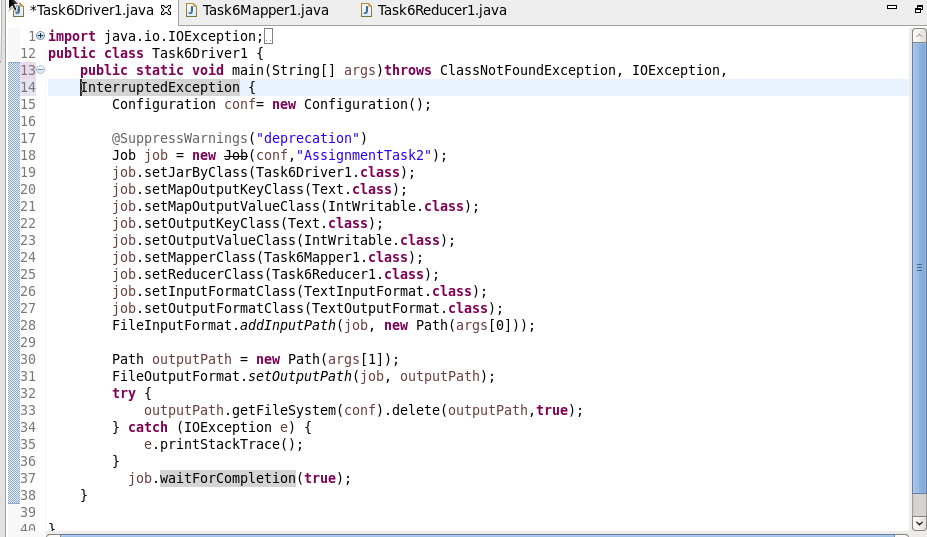 *Task6Driver1.java Task6Mapper1.java Task6Reducer1.java
1 import java.io.IOException;
12 public class Task6Driver1 {
13 public static void main(String[] args)throws ClassNotFoundException, IOException,
14 InterruptedException {
15 Configuration conf= new Configuration();
16
17 @SuppressWarnings("deprecation")
18 Job job = new Job(conf,"AssignmentTask2");
19 job.setJarByClass(Task6Driver1.class);
20 job.setMapOutputKeyClass(Text.class);
21 job.setMapOutputValueClass(IntWritable.class);
22 job.setOutputKeyClass(Text.class);
23 job.setOutputValueClass(IntWritable.class);
24 job.setMapperClass(Task6Mapper1.class);
25 job.setReducerClass(Task6Reducer1.class);
26 job.setInputFormatClass(TextInputFormat.class);
27 job.setOutputFormatClass(TextOutputFormat.class);
28 FileInputFormat.addInputPath(job, new Path(args[0]));
29
30 Path outputPath = new Path(args[1]);
31 FileOutputFormat.setOutputPath(job, outputPath);
32 try {
33 outputPath.getFileSystem(conf).delete(outputPath,true);
34 } catch (IOException e) {
35 e.printStackTrace();
36 }
37 job.waitForCompletion(true);
38 }
39
40 }